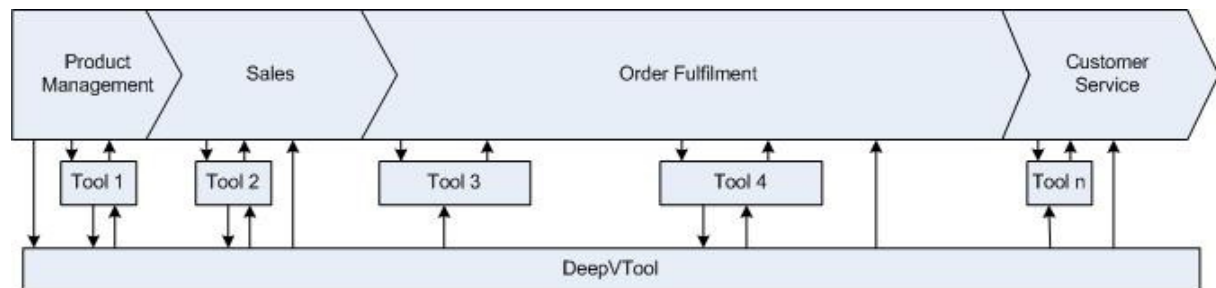 Product
Management
Sales
Order Fulfilment
Customer
Service
Tool 1
Tool 2
Tool 3
Tool 4
Tool n
DeepVTool